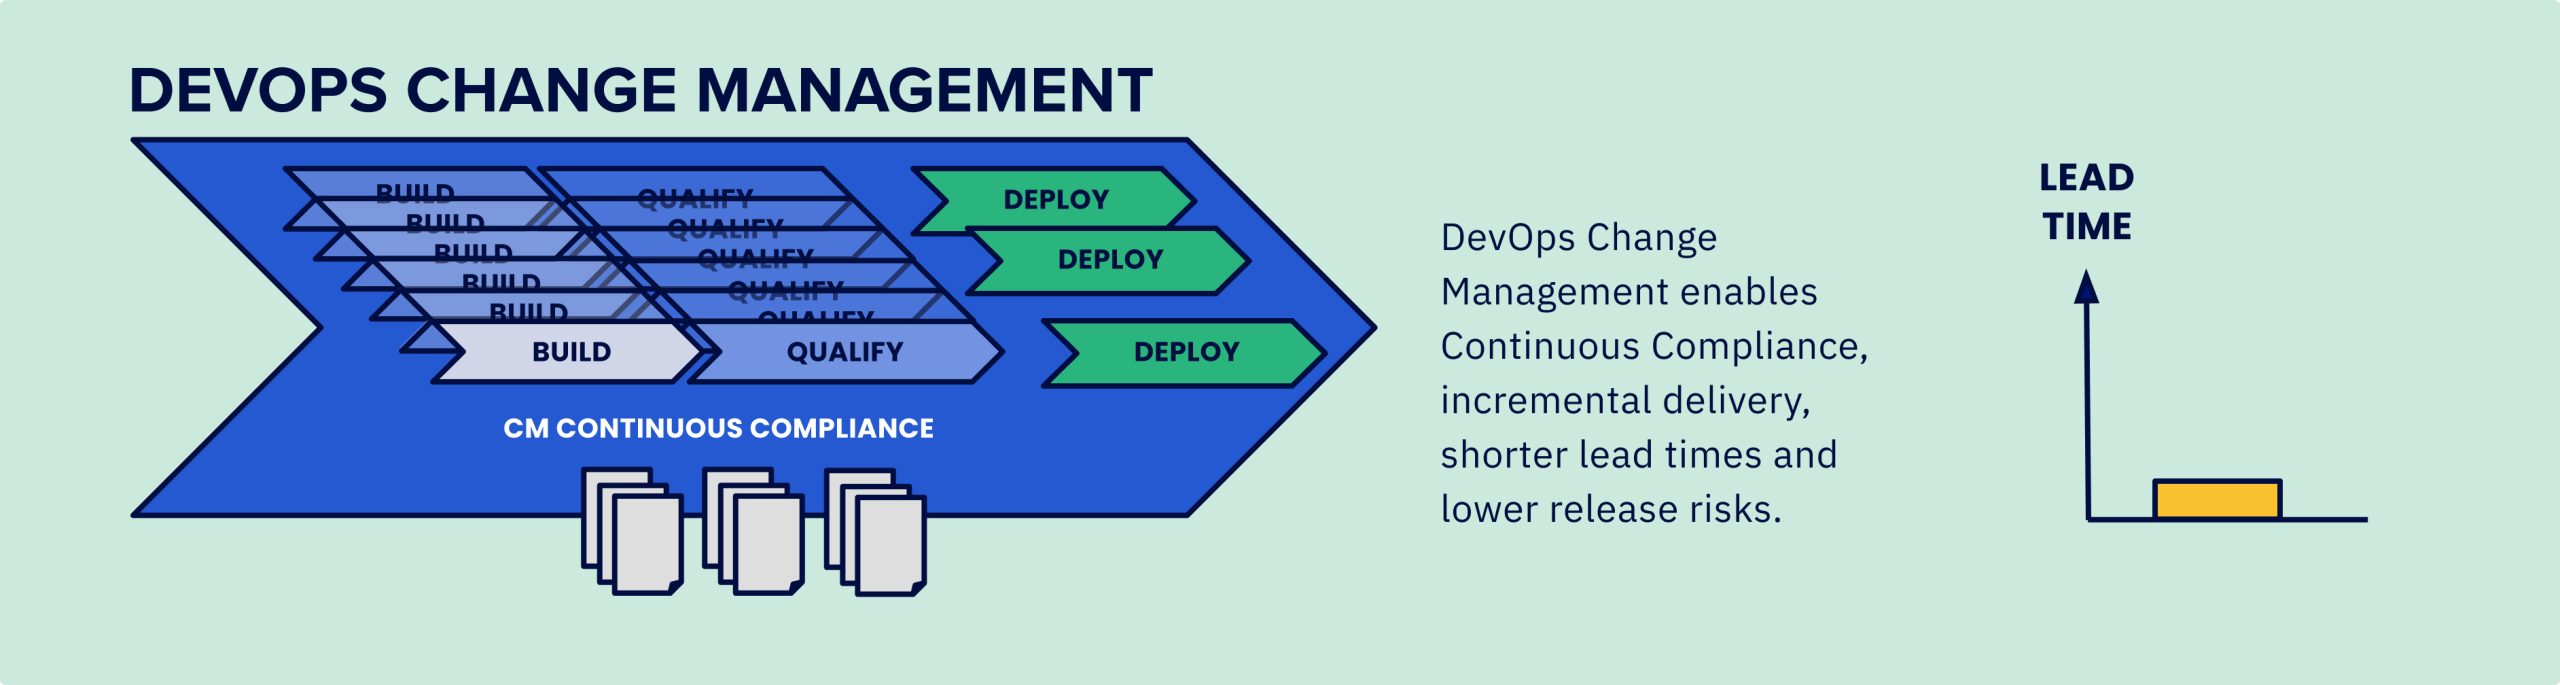 DEVOPS CHANGE MANAGEMENT
BUILD QUALIFY DEPLOY
BUILD QUALIFY
BUILD QUALIFY DEPLOY
BUILD QUALIFY
BUILD QUALIFY
BUILD QUALIFY DEPLOY
CM CONTINUOUS COMPLIANCE
DevOps Change
Management enables
Continuous Compliance,
incremental delivery,
shorter lead times and
lower release risks.
LEAD
TIME